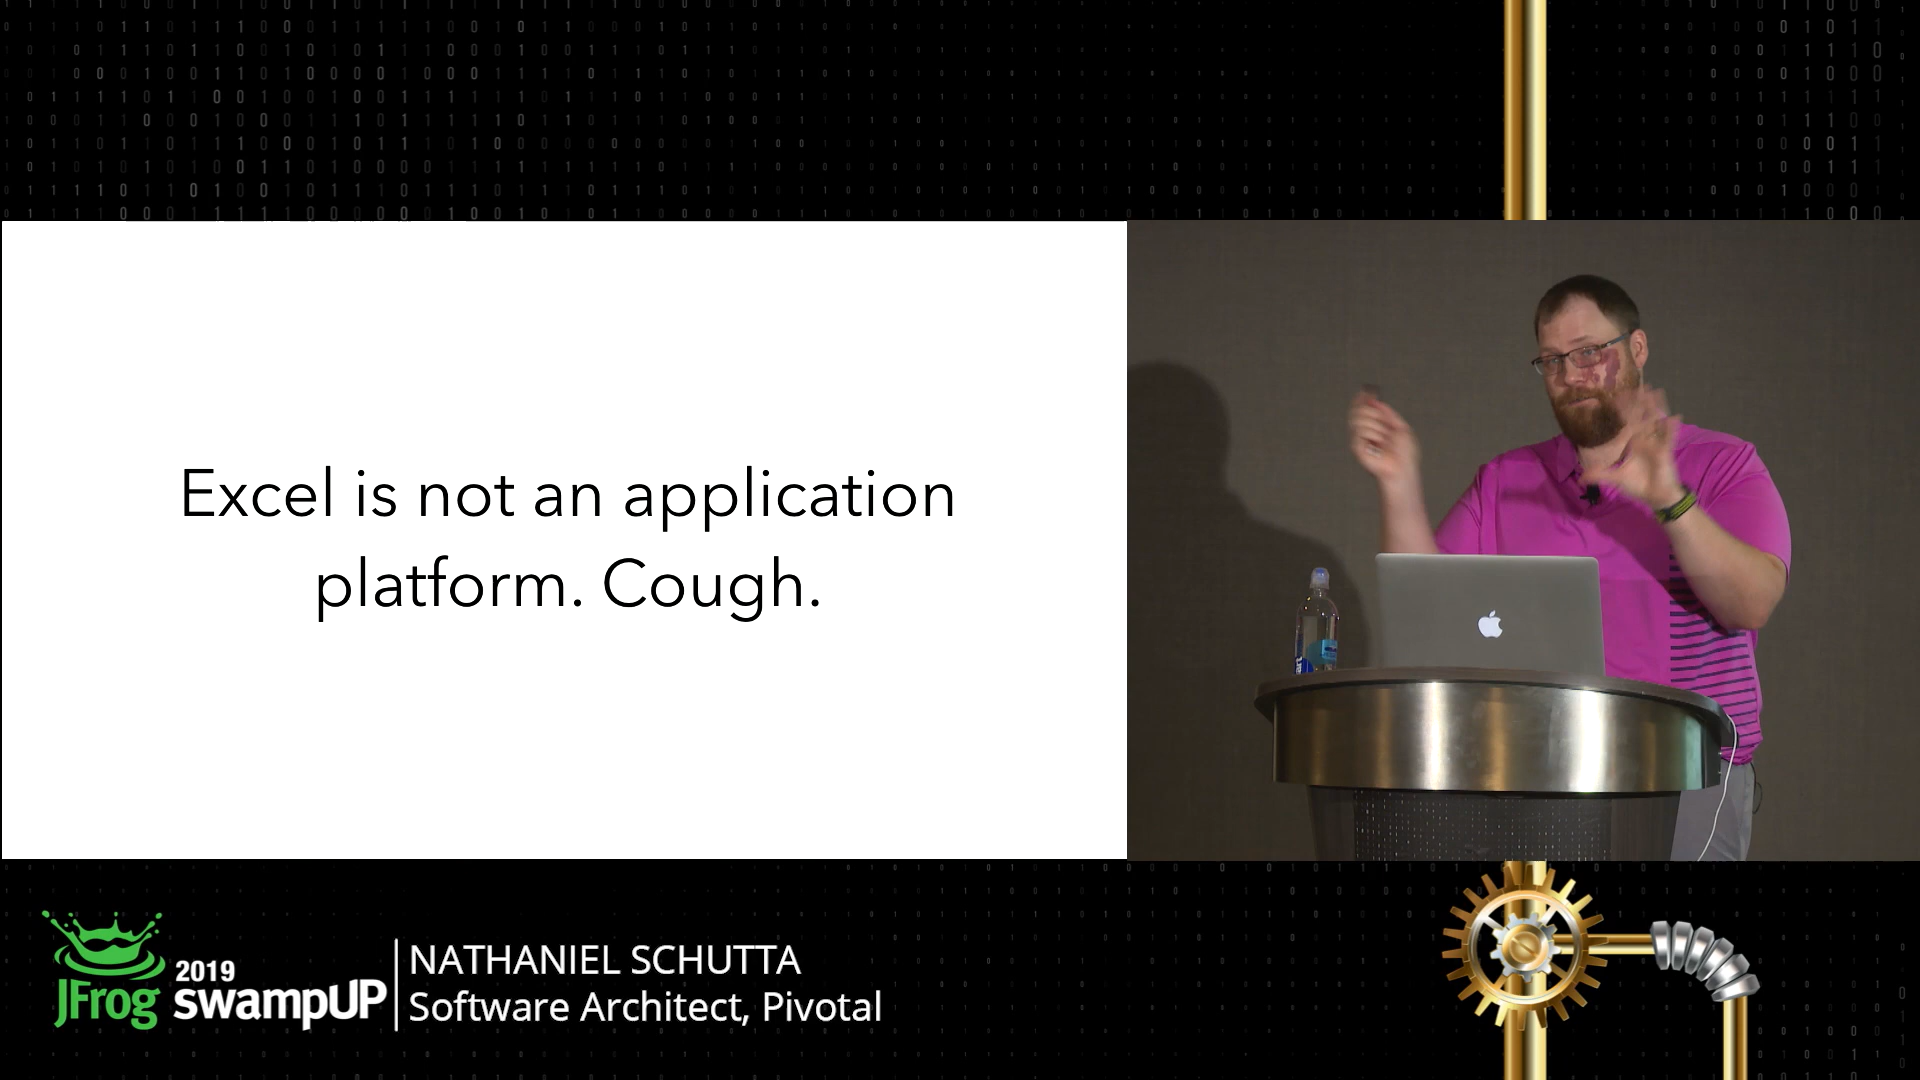 Excel is not an application
platform. Cough.
JFrog
2019
swampUP
NATHANIEL SCHUTTA
Software Architect, Pivotal